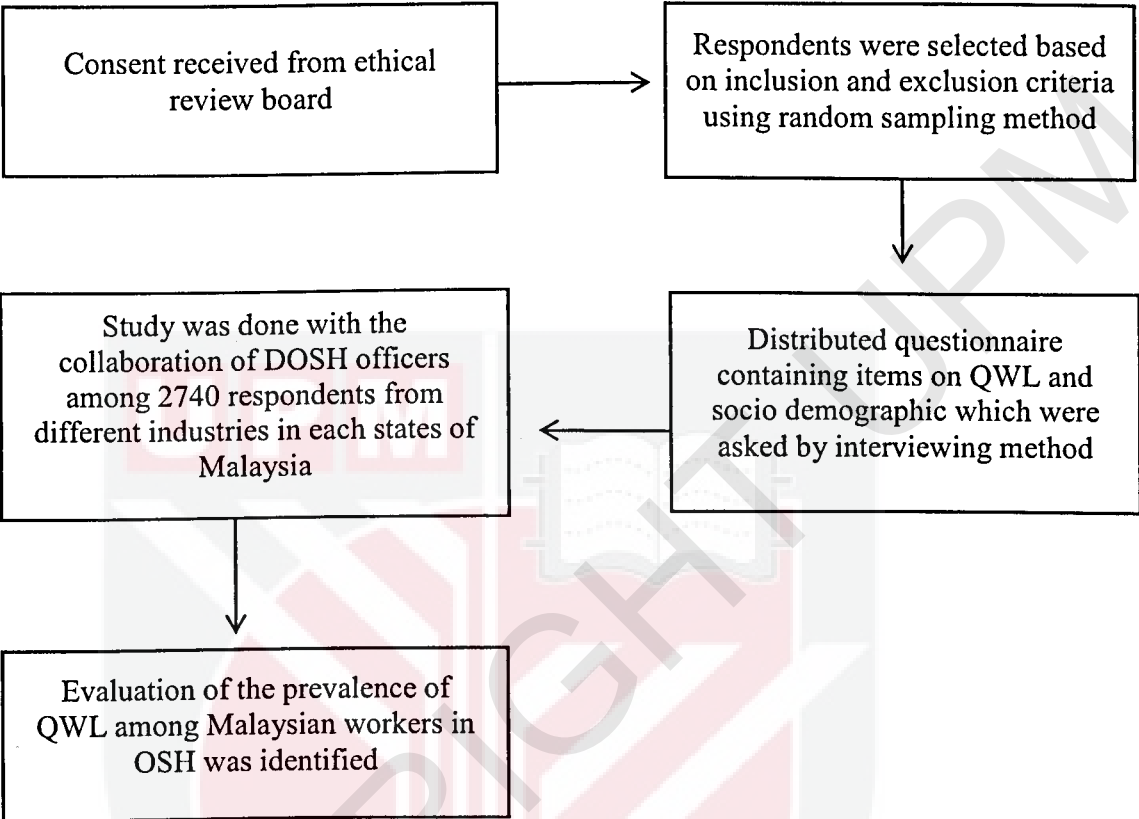 Consent received from ethical
review board
Respondents were selected based
on inclusion and exclusion criteria
using random sampling method
Distributed questionnaire
containing items on QWL and
socio demographic which were
asked by interviewing method
Study was done with the
collaboration of DOSH officers
among 2740 respondents from
different industries in each states of
Malaysia
Evaluation of the prevalence of
QWL among Malaysian workers in
OSH was identified
UPM
PIGHT UPM